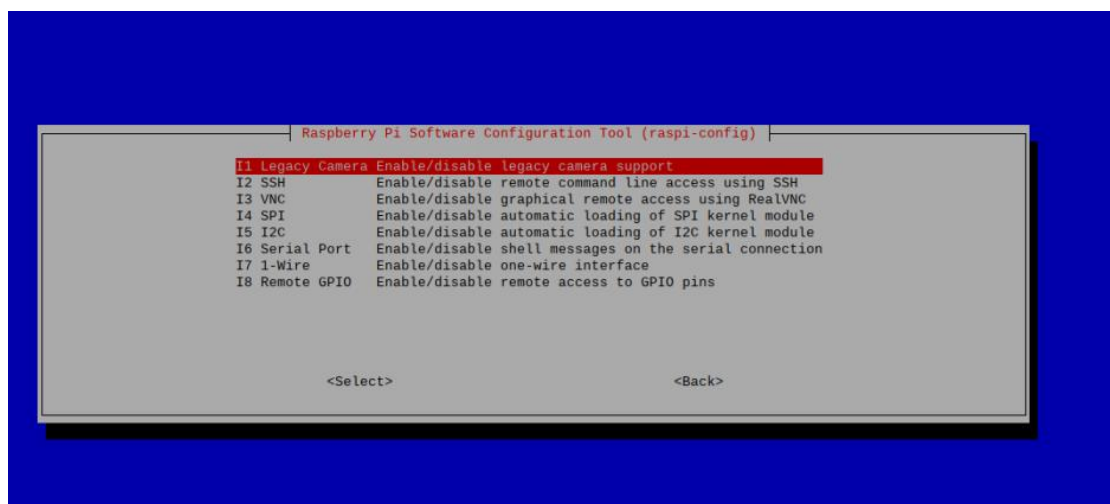 Raspberry Pi Software Configuration Tool (raspi-config)
I1 Legacy Camera Enable/disable legacy camera support
I2 SSH Enable/disable remote command line access using SSH
I3 VNC Enable/disable graphical remote access using RealVNC
I4 SPI Enable/disable automatic loading of SPI kernel module
I5 I2C Enable/disable automatic loading of I2C kernel module
I6 Serial Port Enable/disable shell messages on the serial connection
I7 1-Wire Enable/disable one-wire interface
I8 Remote GPIO Enable/disable remote access to GPIO pins
<Select> <Back>